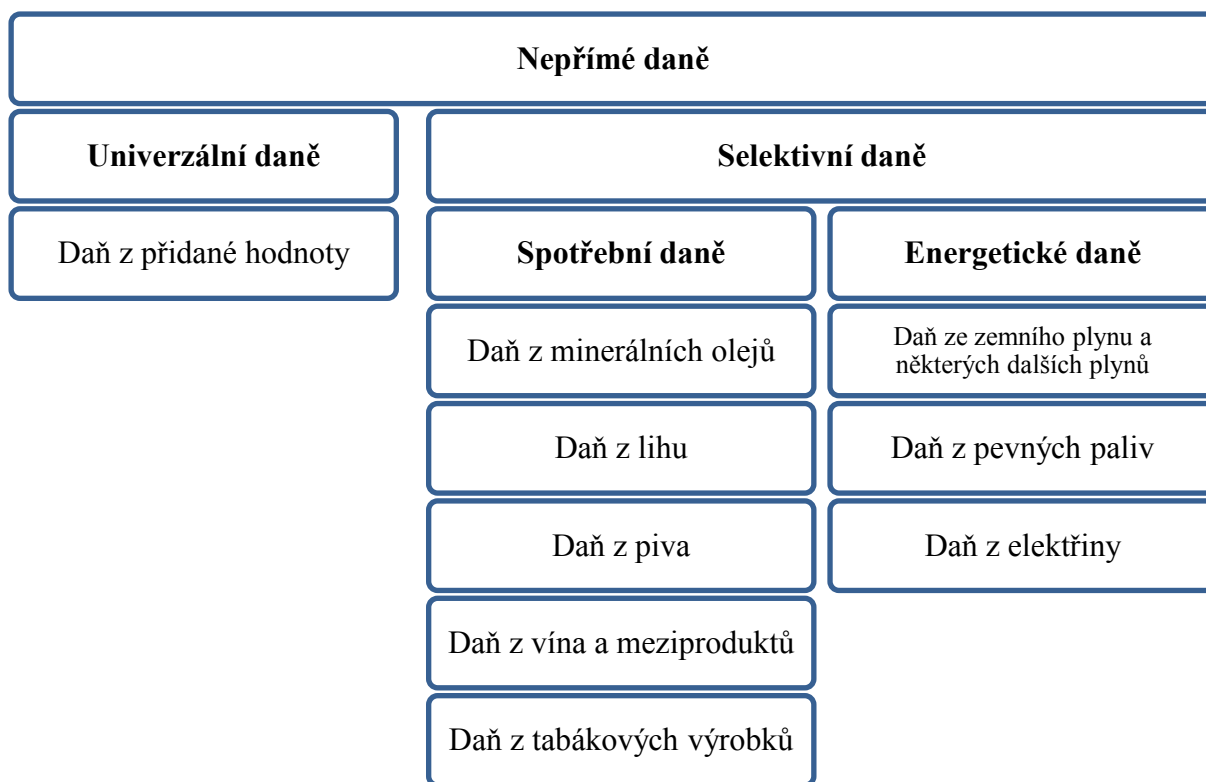 Nepřímé daně
Univerzální daně
Selektivní daně
Daň z přidané hodnoty
Spotřební daně
Energetické daně
Daň z minerálních olejů
Daň ze zemního plynu a
některých dalších plynů
Daň z lihu
Daň z pevných paliv
Daň z piva
Daň z elektřiny
Daň z vína a meziproduktů
Daň z tabákových výrobků